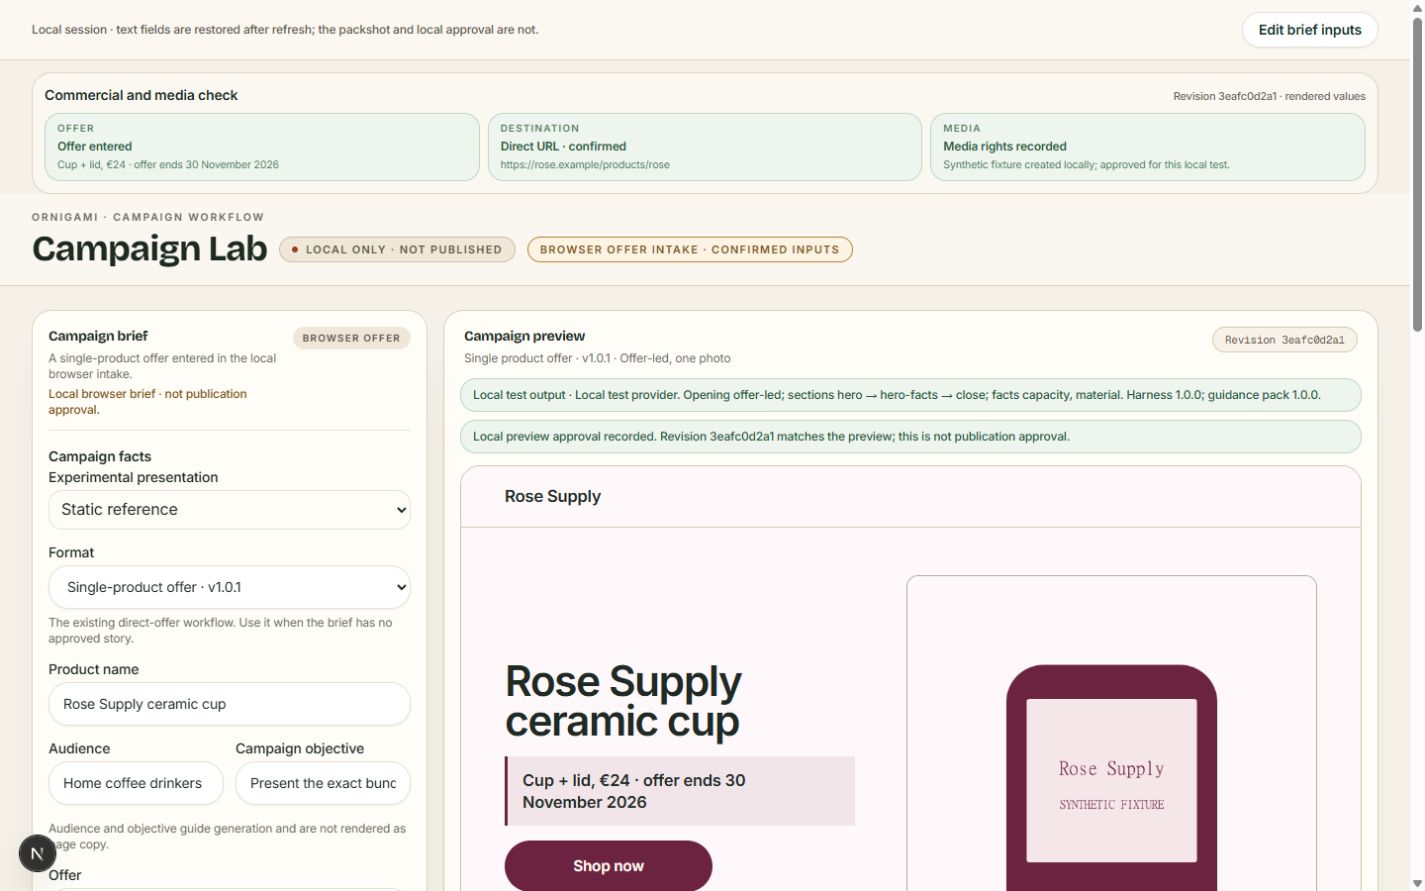 Local session · text fields are restored after refresh; the packshot and local approval are not.
Edit brief inputs
Commercial and media check
Revision 3eafc0d2a1 · rendered values
OFFER
Offer entered
Cup + lid, €24 · offer ends 30 November 2026
DESTINATION
Direct URL · confirmed
https://rose.example/products/rose
MEDIA
Media rights recorded
Synthetic fixture created locally; approved for this local test.
ORNIGAMI · CAMPAIGN WORKFLOW
Campaign Lab
LOCAL ONLY · NOT PUBLISHED
BROWSER OFFER INTAKE · CONFIRMED INPUTS
Campaign brief
BROWSER OFFER
A single-product offer entered in the local
browser intake.
Local browser brief · not publication
approval.
Campaign facts
Experimental presentation
Static reference
Format
Single-product offer · v1.0.1
The existing direct-offer workflow. Use it when the brief has no
approved story.
Product name
Rose Supply ceramic cup
Audience
Campaign objective
Home coffee drinkers
Present the exact bunc
Audience and objective guide generation and are not rendered as
age copy.
N
Offer
Campaign preview
Single product offer · v1.0.1 · Offer-led, one photo
Revision 3eafc0d2a1
Local test output · Local test provider. Opening offer-led; sections hero → hero-facts → close; facts capacity, material. Harness 1.0.0; guidance pack 1.0.0.
Local preview approval recorded. Revision 3eafc0d2a1 matches the preview; this is not publication approval.
Rose Supply
Rose Supply
ceramic cup
Cup + lid, €24 · offer ends 30
November 2026
Shop now
Rose Supply
SYNTHETIC FIXTURE